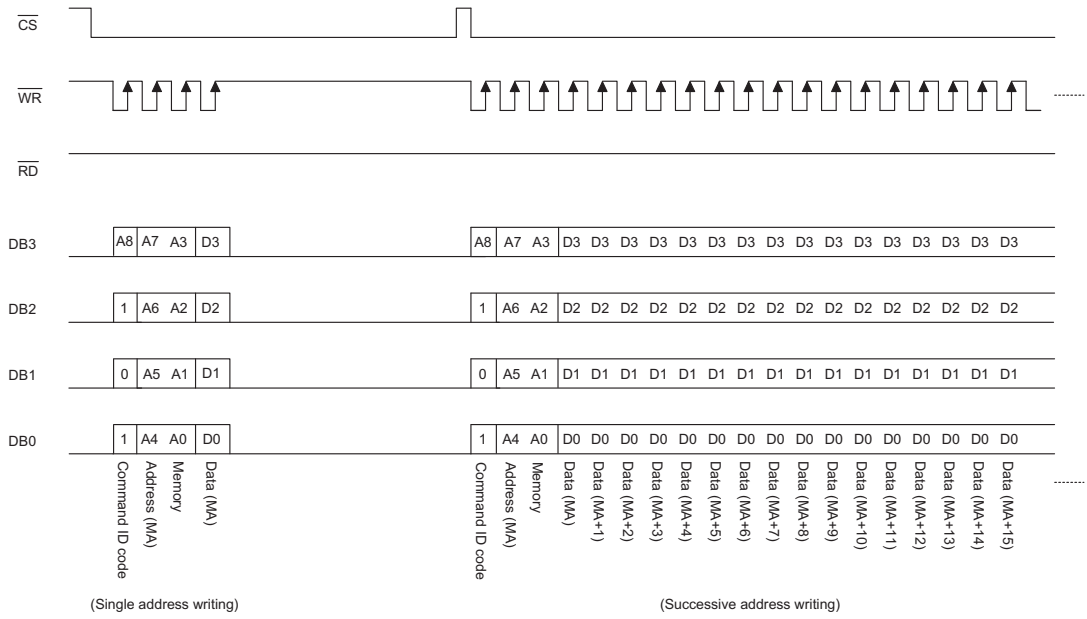 CS
WR
RD
DB3 A8 A7 A3 D3 A8 A7 A3 D3 D3 D3 D3 D3 D3 D3 D3 D3 D3 D3 D3 D3 D3 D3 D3
DB2 1 A6 A2 D2 1 A6 A2 D2 D2 D2 D2 D2 D2 D2 D2 D2 D2 D2 D2 D2 D2 D2 D2
DB1 0 A5 A1 D1 0 A5 A1 D1 D1 D1 D1 D1 D1 D1 D1 D1 D1 D1 D1 D1 D1 D1 D1
DB0 1 A4 A0 D0 1 A4 A0 D0 D0 D0 D0 D0 D0 D0 D0 D0 D0 D0 D0 D0 D0 D0 D0
Command ID code
Address (MA)
Memory
Data (MA)
Command ID code
Address (MA)
Memory
Data (MA)
Data (MA+1)
Data (MA+2)
Data (MA+3)
Data (MA+4)
Data (MA+5)
Data (MA+6)
Data (MA+7)
Data (MA+8)
Data (MA+9)
Data (MA+10)
Data (MA+11)
Data (MA+12)
Data (MA+13)
Data (MA+14)
Data (MA+15)
(Single address writing)
(Successive address writing)